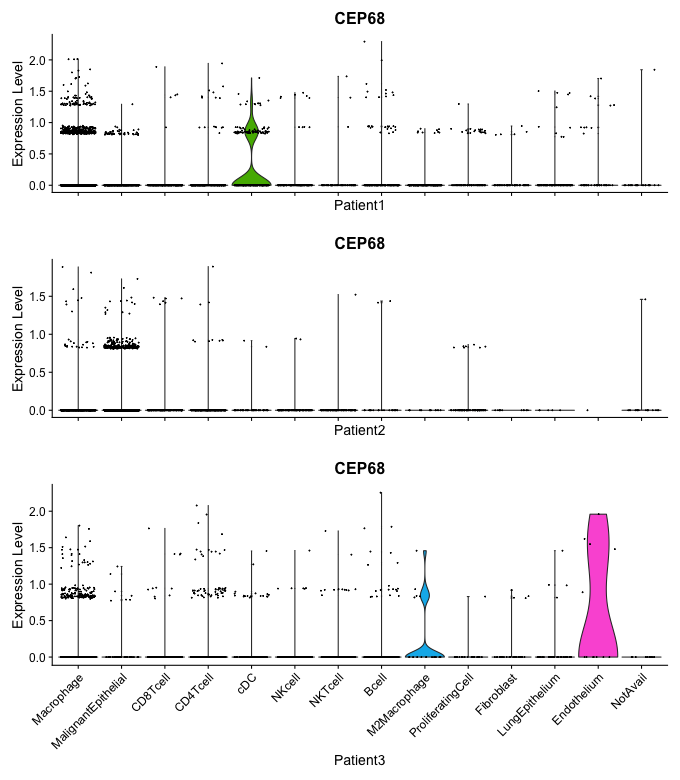 CEP68
Expression Level
2.0
1.5
1.0
0.5
0.0
Patient1
CEP68
Expression Level
1.5
1.0
0.5
0.0
Patient2
CEP68
Expression Level
2.0
1.5
1.0
0.5
0.0
Macrophage
MalignantEpithelial
CD8Tcell
CD4Tcell
cDC
NKcell
NKTcell
Bcell
M2Macrophage
ProliferatingCell
Fibroblast
LungEpithelium
Endothelium
NotAvail
Patient3